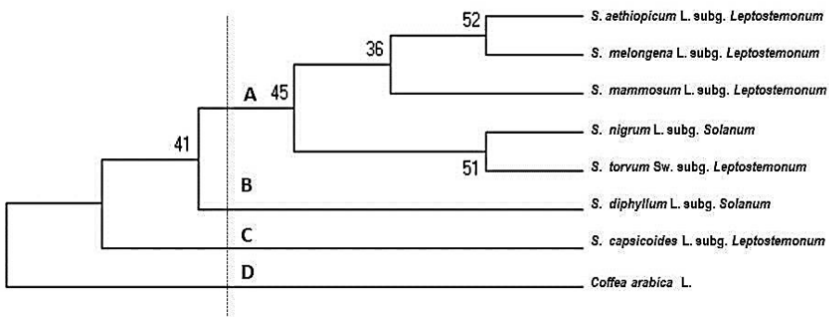 52
S. aethiopicum L. subg. Leptostemonum
36
S. melongena L. subg. Leptostemonum
A
45
S. mammosum L. subg. Leptostemonum
41
S. nigrum L. subg. Solanum
51
S. torvum Sw. subg. Leptostemonum
B
S. diphyllum L. subg. Solanum
C
S. capsicoides L. subg. Leptostemonum
D
Coffea arabica L.